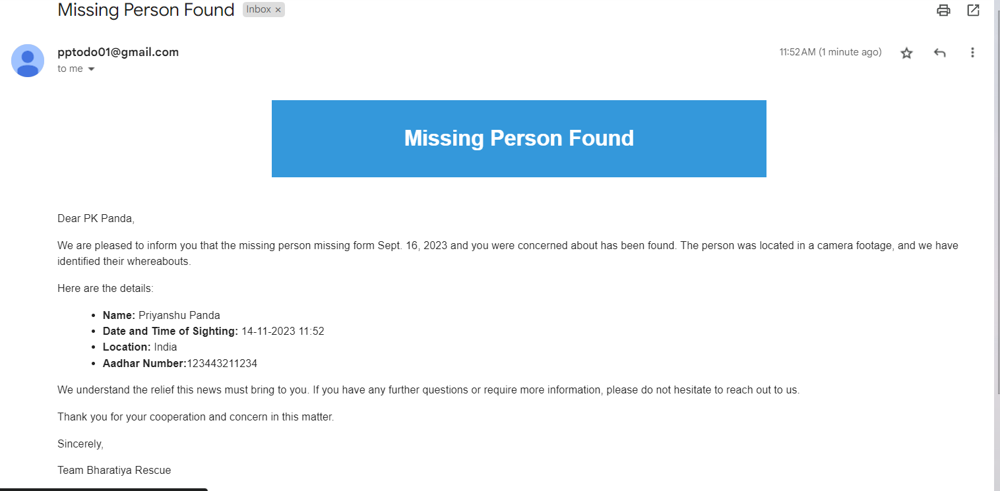 Missing Person Found Inbox ×
pptodo01@gmail.com 11:52 AM (1 minute ago)
to me
Missing Person Found
Dear PK Panda,
We are pleased to inform you that the missing person missing form Sept. 16, 2023 and you were concerned about has been found. The person was located in a camera footage, and we have
identified their whereabouts.
Here are the details:
• Name: Priyanshu Panda
• Date and Time of Sighting: 14-11-2023 11:52
• Location: India
• Aadhar Number:123443211234
We understand the relief this news must bring to you. If you have any further questions or require more information, please do not hesitate to reach out to us.
Thank you for your cooperation and concern in this matter.
Sincerely,
Team Bharatiya Rescue